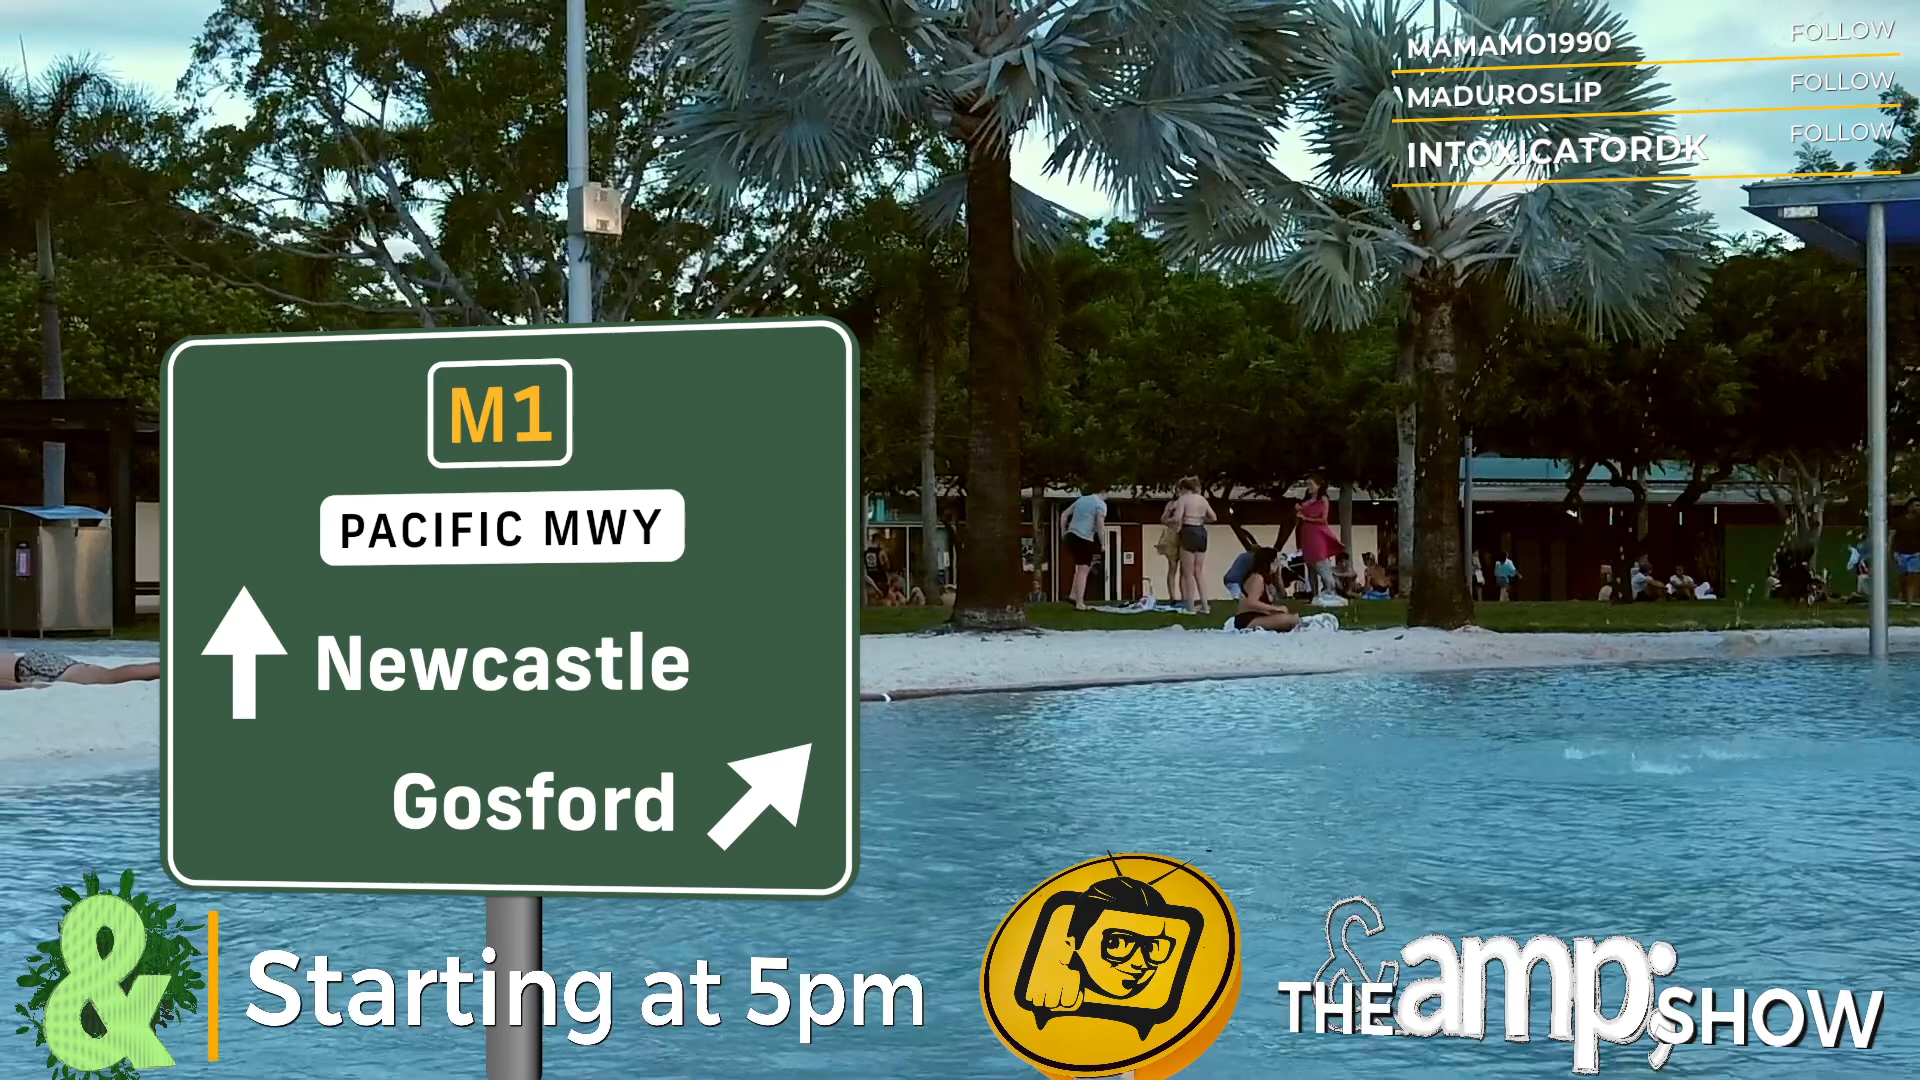 MAMAMO1990 FOLLOW
MADUROSLIP FOLLOW
INTOXICATORDK FOLLOW
M1
PACIFIC MWY
Newcastle
Gosford
& Starting at 5pm
THE &amp; SHOW